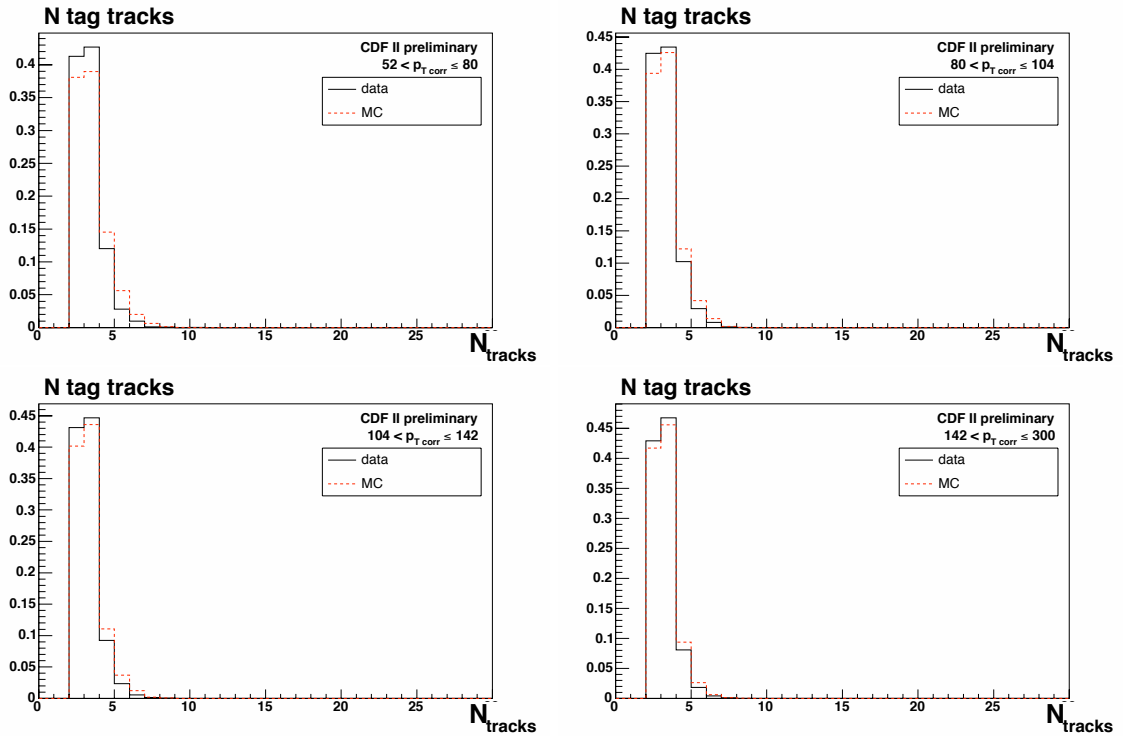 N tag tracks
CDF II preliminary
52 < p_T corr ≤ 80
data
MC
0.4
0.35
0.3
0.25
0.2
0.15
0.1
0.05
0
0 5 10 15 20 25
N_tracks
N tag tracks
CDF II preliminary
80 < p_T corr ≤ 104
data
MC
0.45
0.4
0.35
0.3
0.25
0.2
0.15
0.1
0.05
0
0 5 10 15 20 25
N_tracks
N tag tracks
CDF II preliminary
104 < p_T corr ≤ 142
data
MC
0.45
0.4
0.35
0.3
0.25
0.2
0.15
0.1
0.05
0
0 5 10 15 20 25
N_tracks
N tag tracks
CDF II preliminary
142 < p_T corr ≤ 300
data
MC
0.45
0.4
0.35
0.3
0.25
0.2
0.15
0.1
0.05
0
0 5 10 15 20 25
N_tracks